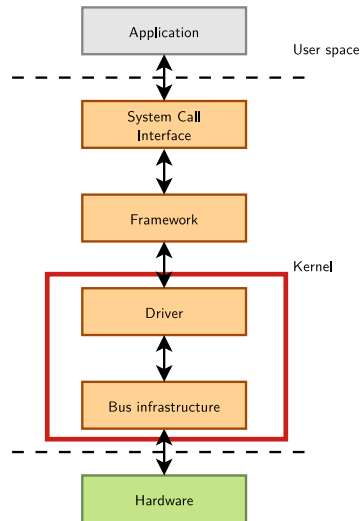 Application
User space
System Call
Interface
Framework
Kernel
Driver
Bus infrastructure
Hardware